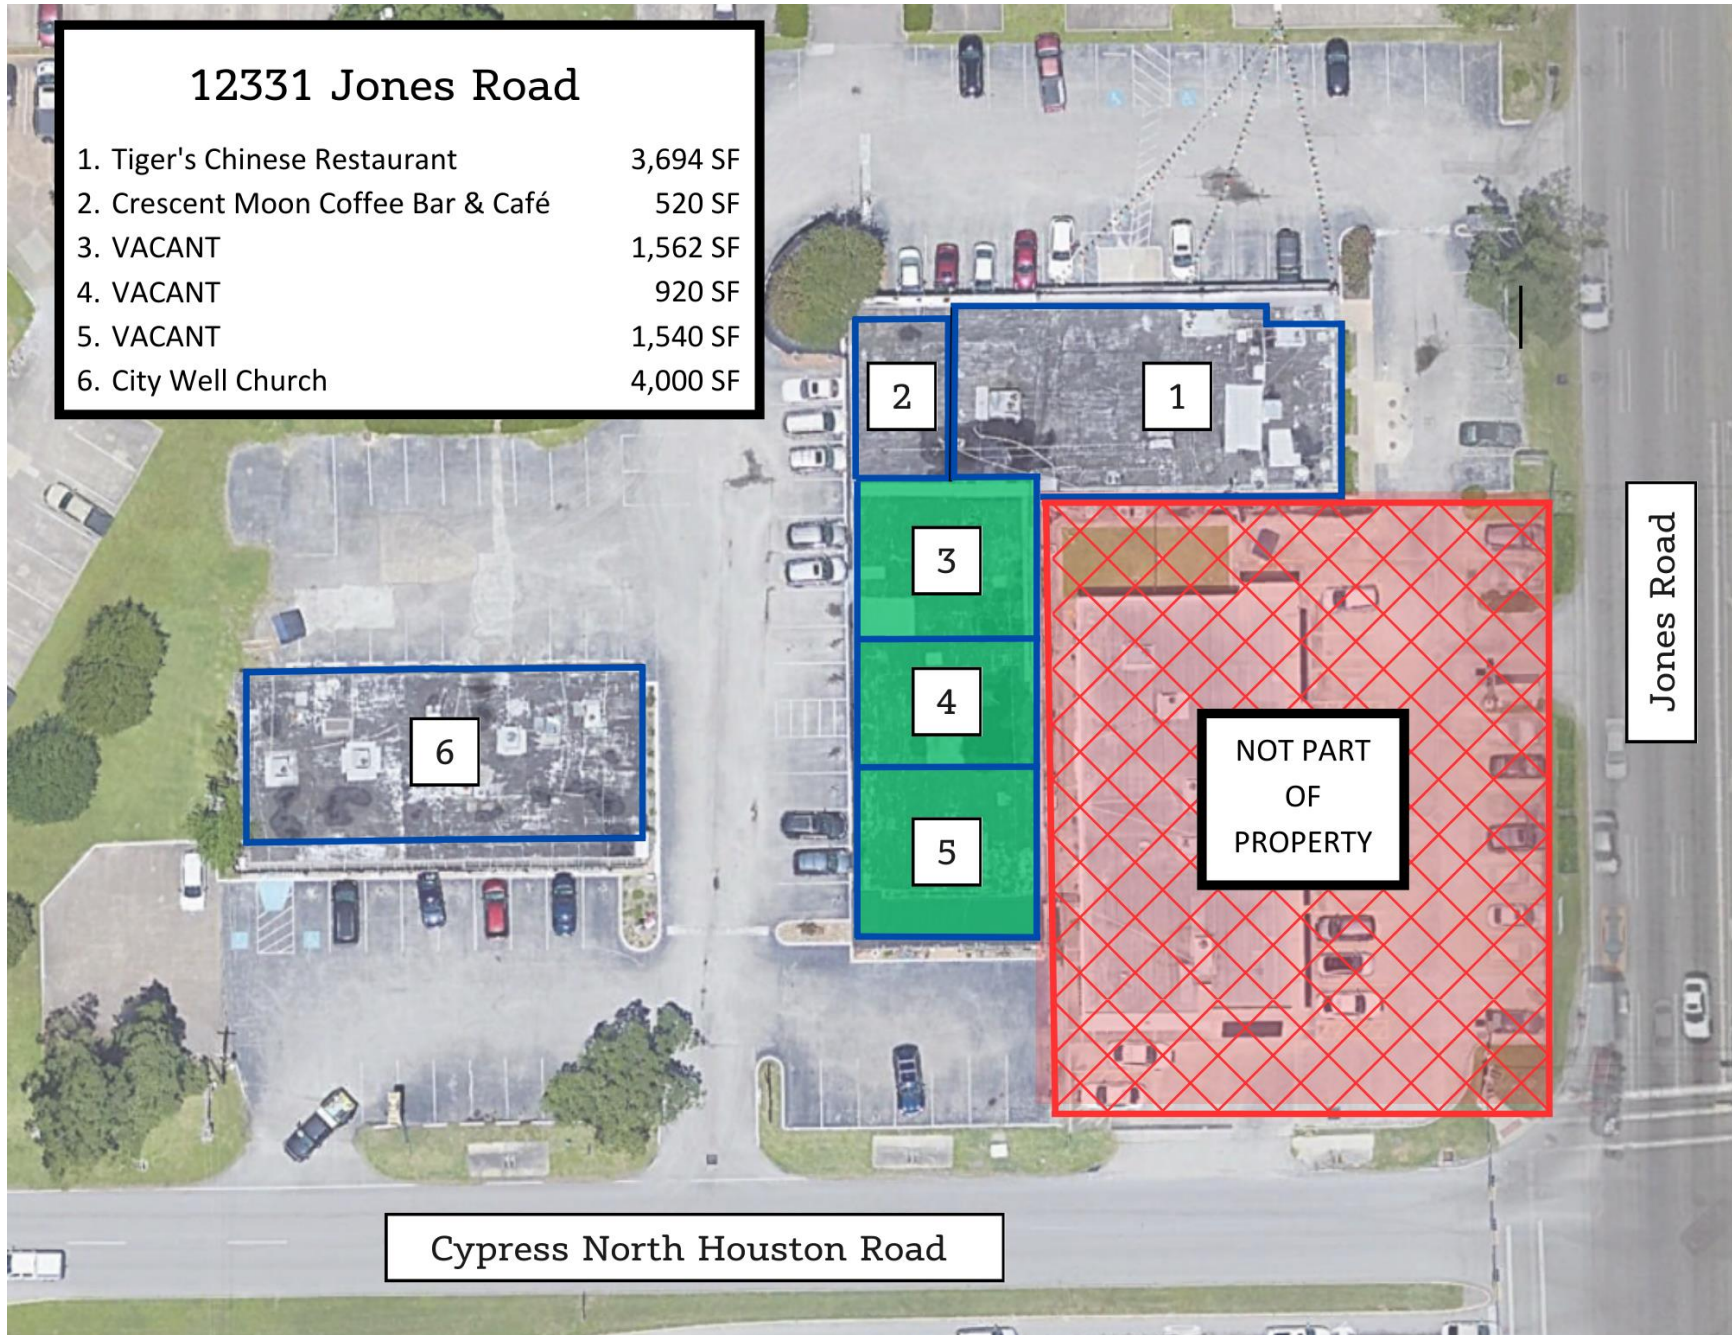 12331 Jones Road
1. Tiger's Chinese Restaurant 3,694 SF
2. Crescent Moon Coffee Bar & Café 520 SF
3. VACANT 1,562 SF
4. VACANT 920 SF
5. VACANT 1,540 SF
6. City Well Church 4,000 SF
2
1
3
4
6
5
NOT PART
OF
PROPERTY
Jones Road
Cypress North Houston Road